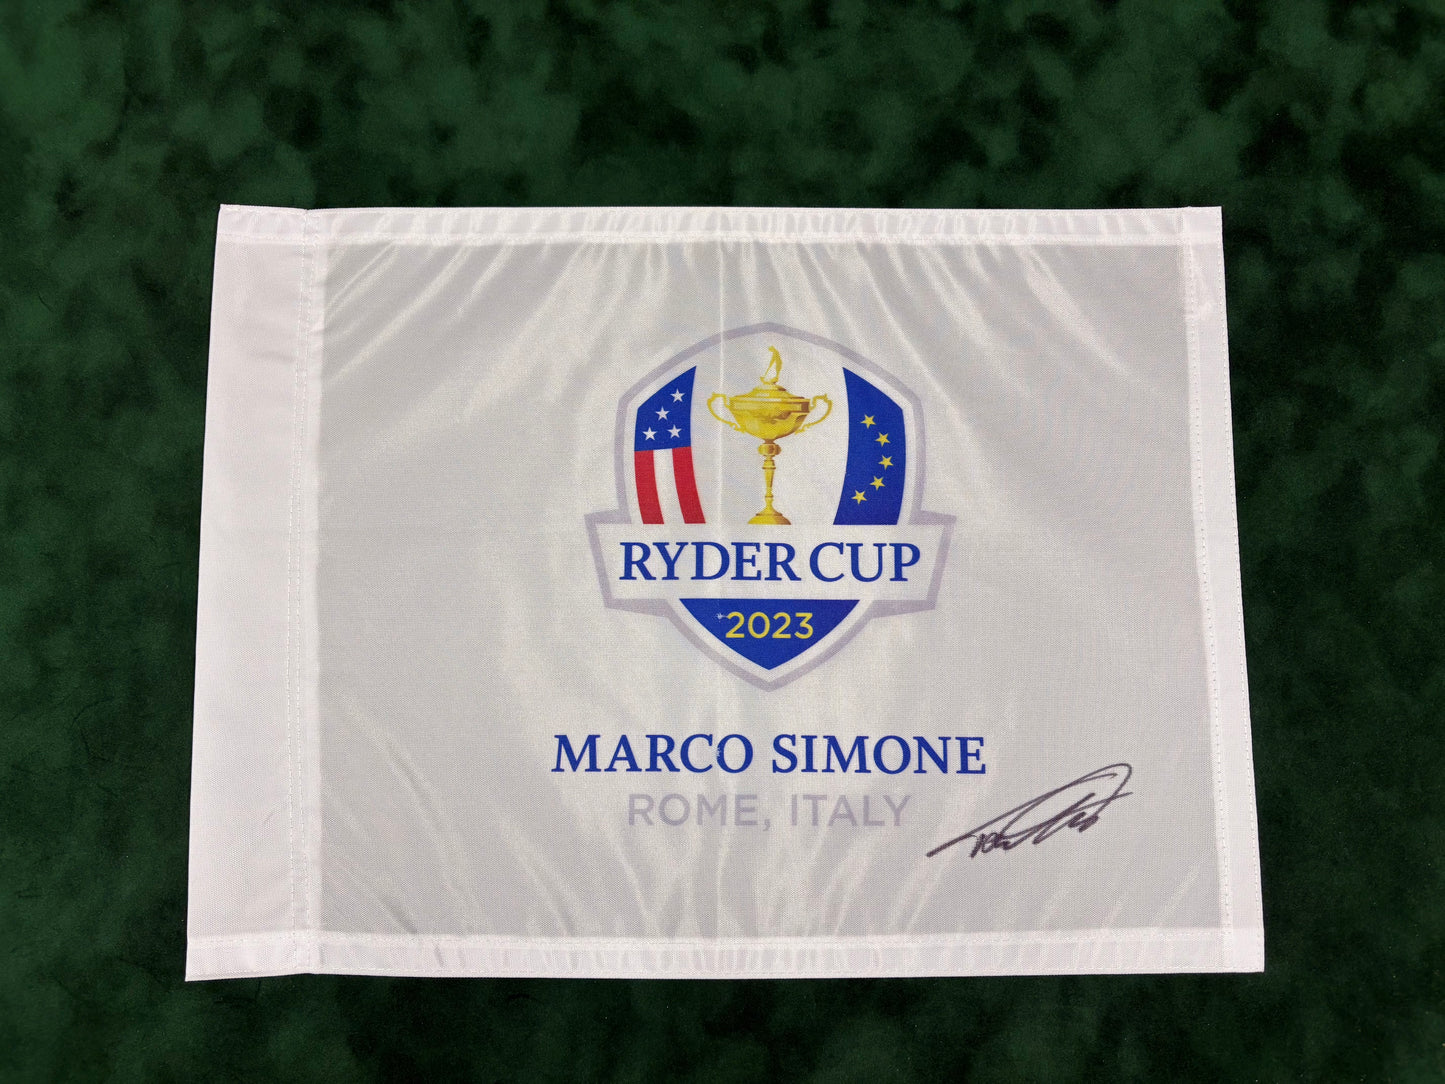 RYDER CUP
2023
MARCO SIMONE
ROME, ITALY